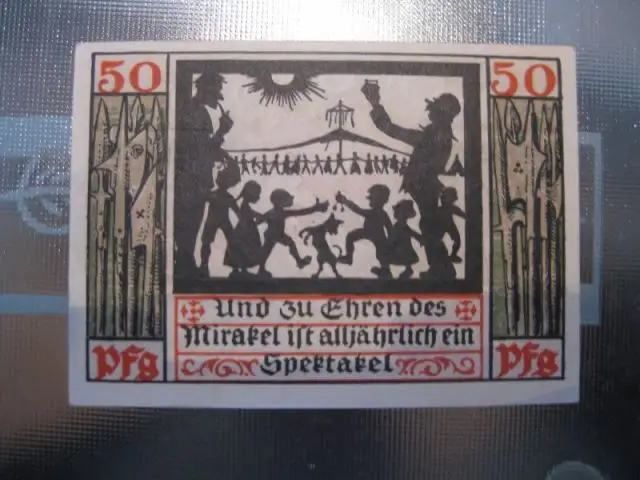 50 50
Und zu Ehren des
Mirakel ist alljährlich ein
Spektakel
Pfg Pfg